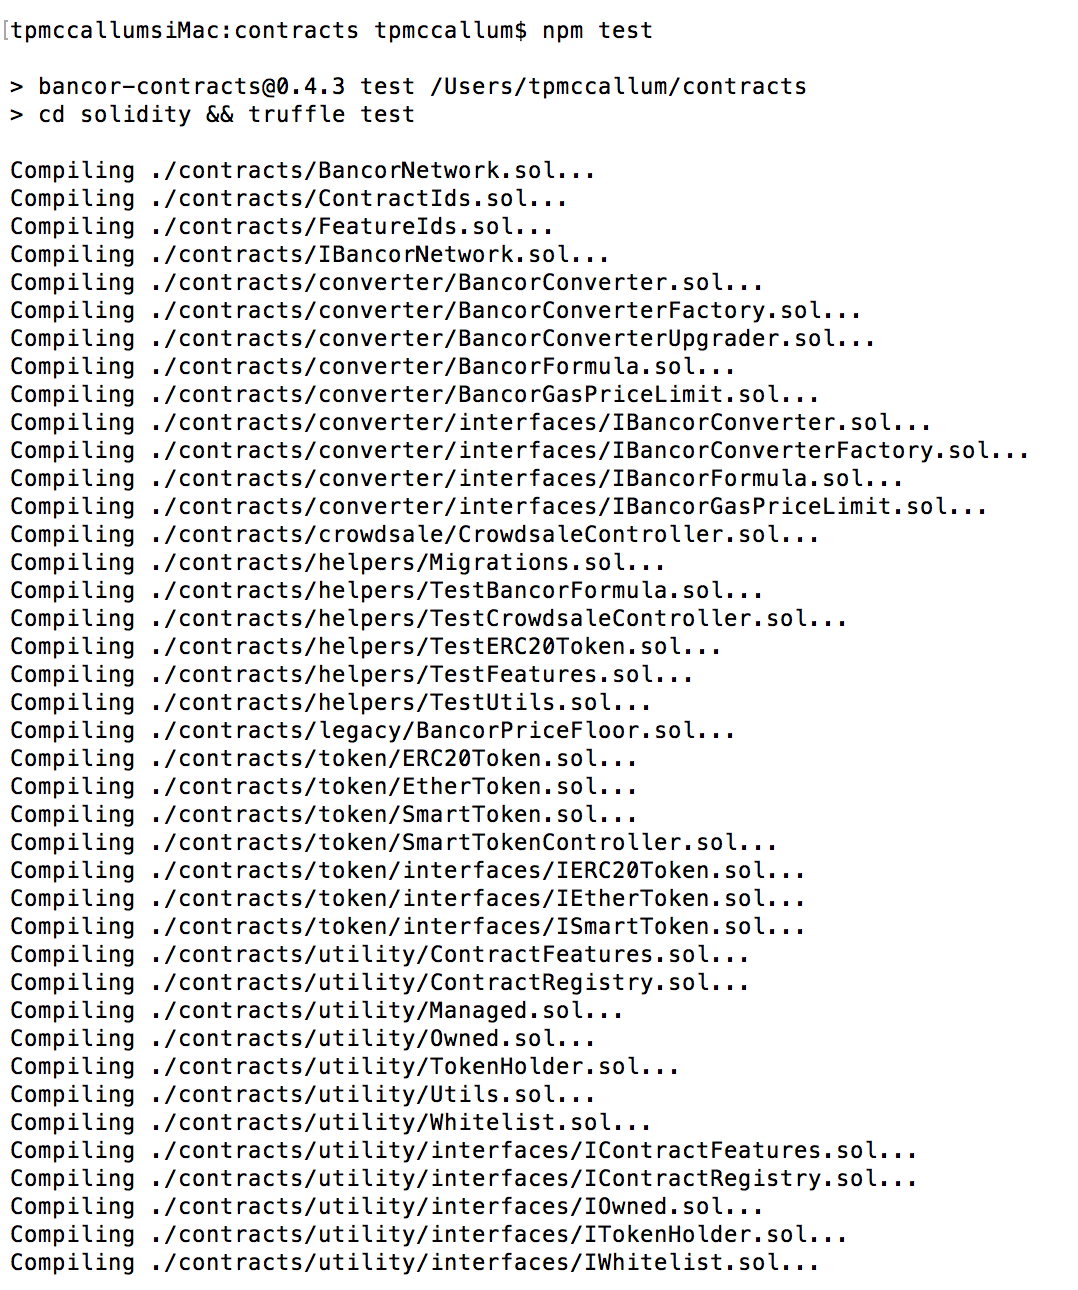 [tpmccallumsiMac:contracts tpmccallum$ npm test
> bancor-contracts@0.4.3 test /Users/tpmccallum/contracts
> cd solidity && truffle test
Compiling ./contracts/BancorNetwork.sol...
Compiling ./contracts/ContractIds.sol...
Compiling ./contracts/FeatureIds.sol...
Compiling ./contracts/IBancorNetwork.sol...
Compiling ./contracts/converter/BancorConverter.sol...
Compiling ./contracts/converter/BancorConverterFactory.sol...
Compiling ./contracts/converter/BancorConverterUpgrader.sol...
Compiling ./contracts/converter/BancorFormula.sol...
Compiling ./contracts/converter/BancorGasPriceLimit.sol...
Compiling ./contracts/converter/interfaces/IBancorConverter.sol...
Compiling ./contracts/converter/interfaces/IBancorConverterFactory.sol...
Compiling ./contracts/converter/interfaces/IBancorFormula.sol...
Compiling ./contracts/converter/interfaces/IBancorGasPriceLimit.sol...
Compiling ./contracts/crowdsale/CrowdsaleController.sol...
Compiling ./contracts/helpers/Migrations.sol...
Compiling ./contracts/helpers/TestBancorFormula.sol...
Compiling ./contracts/helpers/TestCrowdsaleController.sol...
Compiling ./contracts/helpers/TestERC20Token.sol...
Compiling ./contracts/helpers/TestFeatures.sol...
Compiling ./contracts/helpers/TestUtils.sol...
Compiling ./contracts/legacy/BancorPriceFloor.sol...
Compiling ./contracts/token/ERC20Token.sol...
Compiling ./contracts/token/EtherToken.sol...
Compiling ./contracts/token/SmartToken.sol...
Compiling ./contracts/token/SmartTokenController.sol...
Compiling ./contracts/token/interfaces/IERC20Token.sol...
Compiling ./contracts/token/interfaces/IEtherToken.sol...
Compiling ./contracts/token/interfaces/ISmartToken.sol...
Compiling ./contracts/utility/ContractFeatures.sol...
Compiling ./contracts/utility/ContractRegistry.sol...
Compiling ./contracts/utility/Managed.sol...
Compiling ./contracts/utility/Owned.sol...
Compiling ./contracts/utility/TokenHolder.sol...
Compiling ./contracts/utility/Utils.sol...
Compiling ./contracts/utility/Whitelist.sol...
Compiling ./contracts/utility/interfaces/IContractFeatures.sol...
Compiling ./contracts/utility/interfaces/IContractRegistry.sol...
Compiling ./contracts/utility/interfaces/IOwned.sol...
Compiling ./contracts/utility/interfaces/ITokenHolder.sol...
Compiling ./contracts/utility/interfaces/IWhitelist.sol...